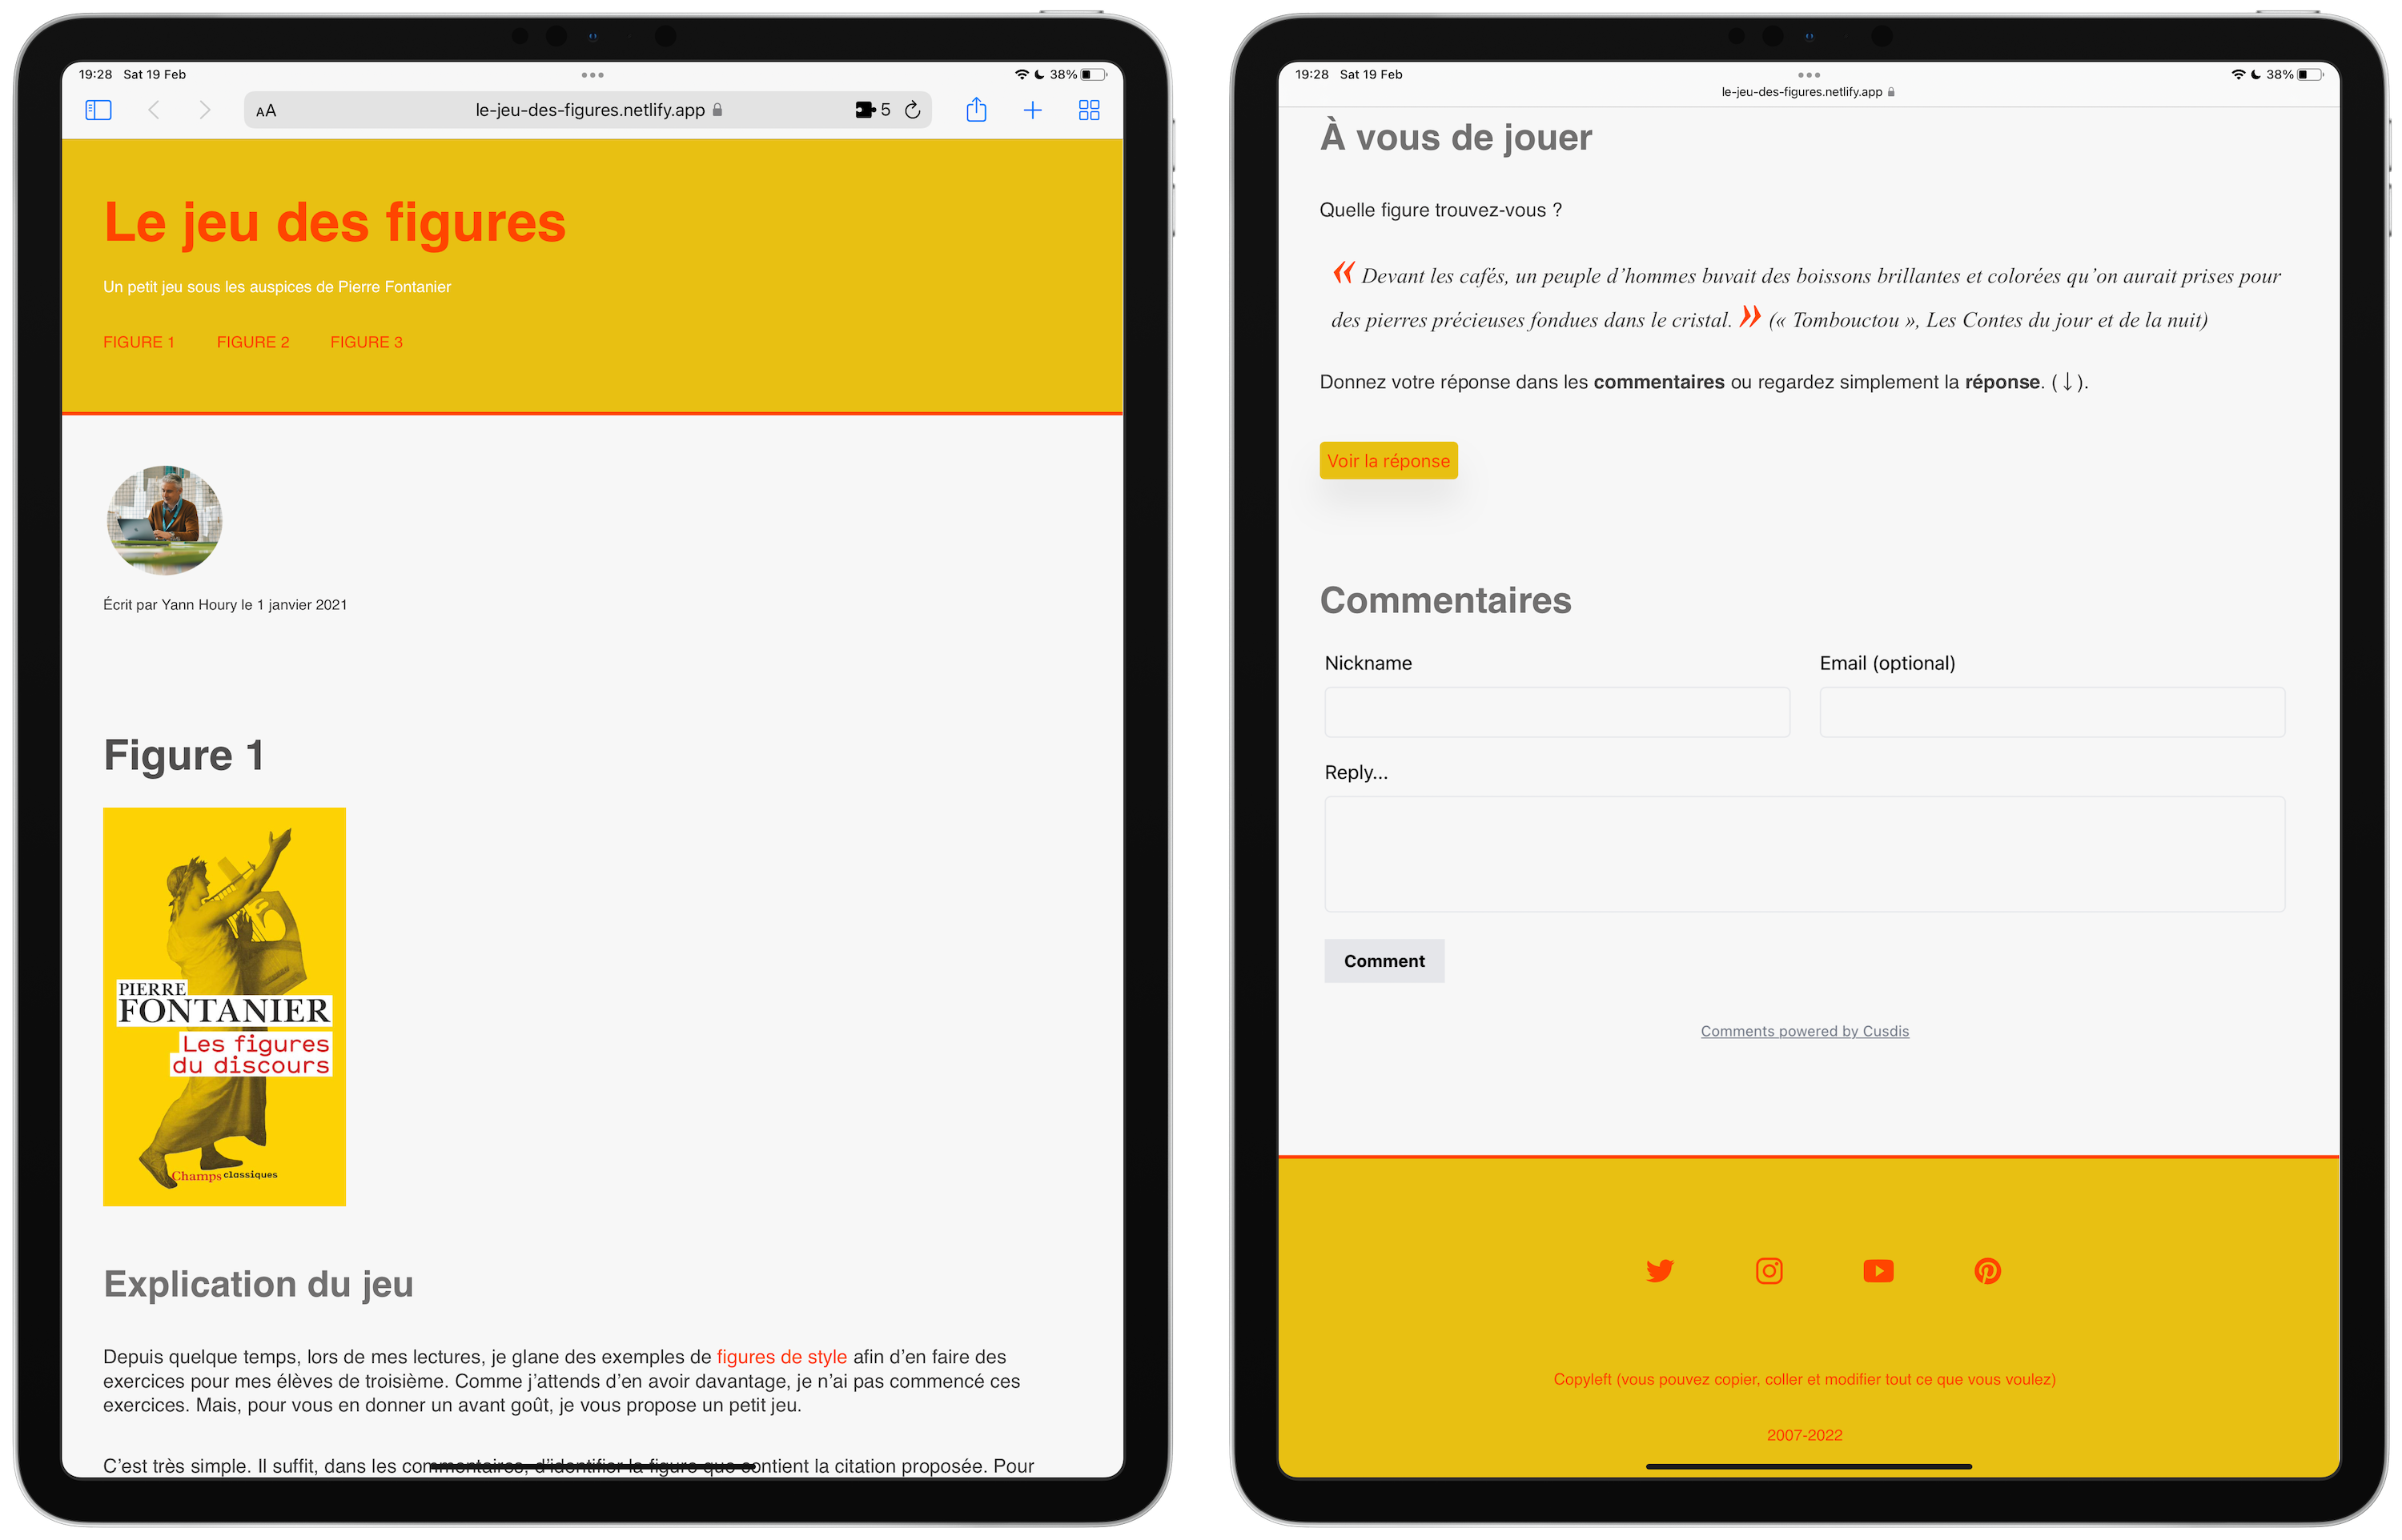 19:28 Sat 19 Feb
38%
AA
le-jeu-des-figures.netlify.app
5
Le jeu des figures
Un petit jeu sous les auspices de Pierre Fontanier
FIGURE 1 FIGURE 2 FIGURE 3
Écrit par Yann Houry le 1 janvier 2021
Figure 1
PIERRE
FONTANIER
Les figures
du discours
Champs classiques
Explication du jeu
Depuis quelque temps, lors de mes lectures, je glane des exemples de figures de style afin d’en faire des
exercices pour mes élèves de troisième. Comme j’attends d’en avoir davantage, je n’ai pas commencé ces
exercices. Mais, pour vous en donner un avant goût, je vous propose un petit jeu.
C’est très simple. Il suffit, dans les commentaires, d’identifier la figure que contient la citation proposée. Pour
19:28 Sat 19 Feb
38%
le-jeu-des-figures.netlify.app
À vous de jouer
Quelle figure trouvez-vous ?
« Devant les cafés, un peuple d’hommes buvait des boissons brillantes et colorées qu’on aurait prises pour
des pierres précieuses fondues dans le cristal. » (« Tombouctou », Les Contes du jour et de la nuit)
Donnez votre réponse dans les commentaires ou regardez simplement la réponse. (↓).
Voir la réponse
Commentaires
Nickname Email (optional)
Reply...
Comment
Comments powered by Cusdis
Copyleft (vous pouvez copier, coller et modifier tout ce que vous voulez)
2007-2022